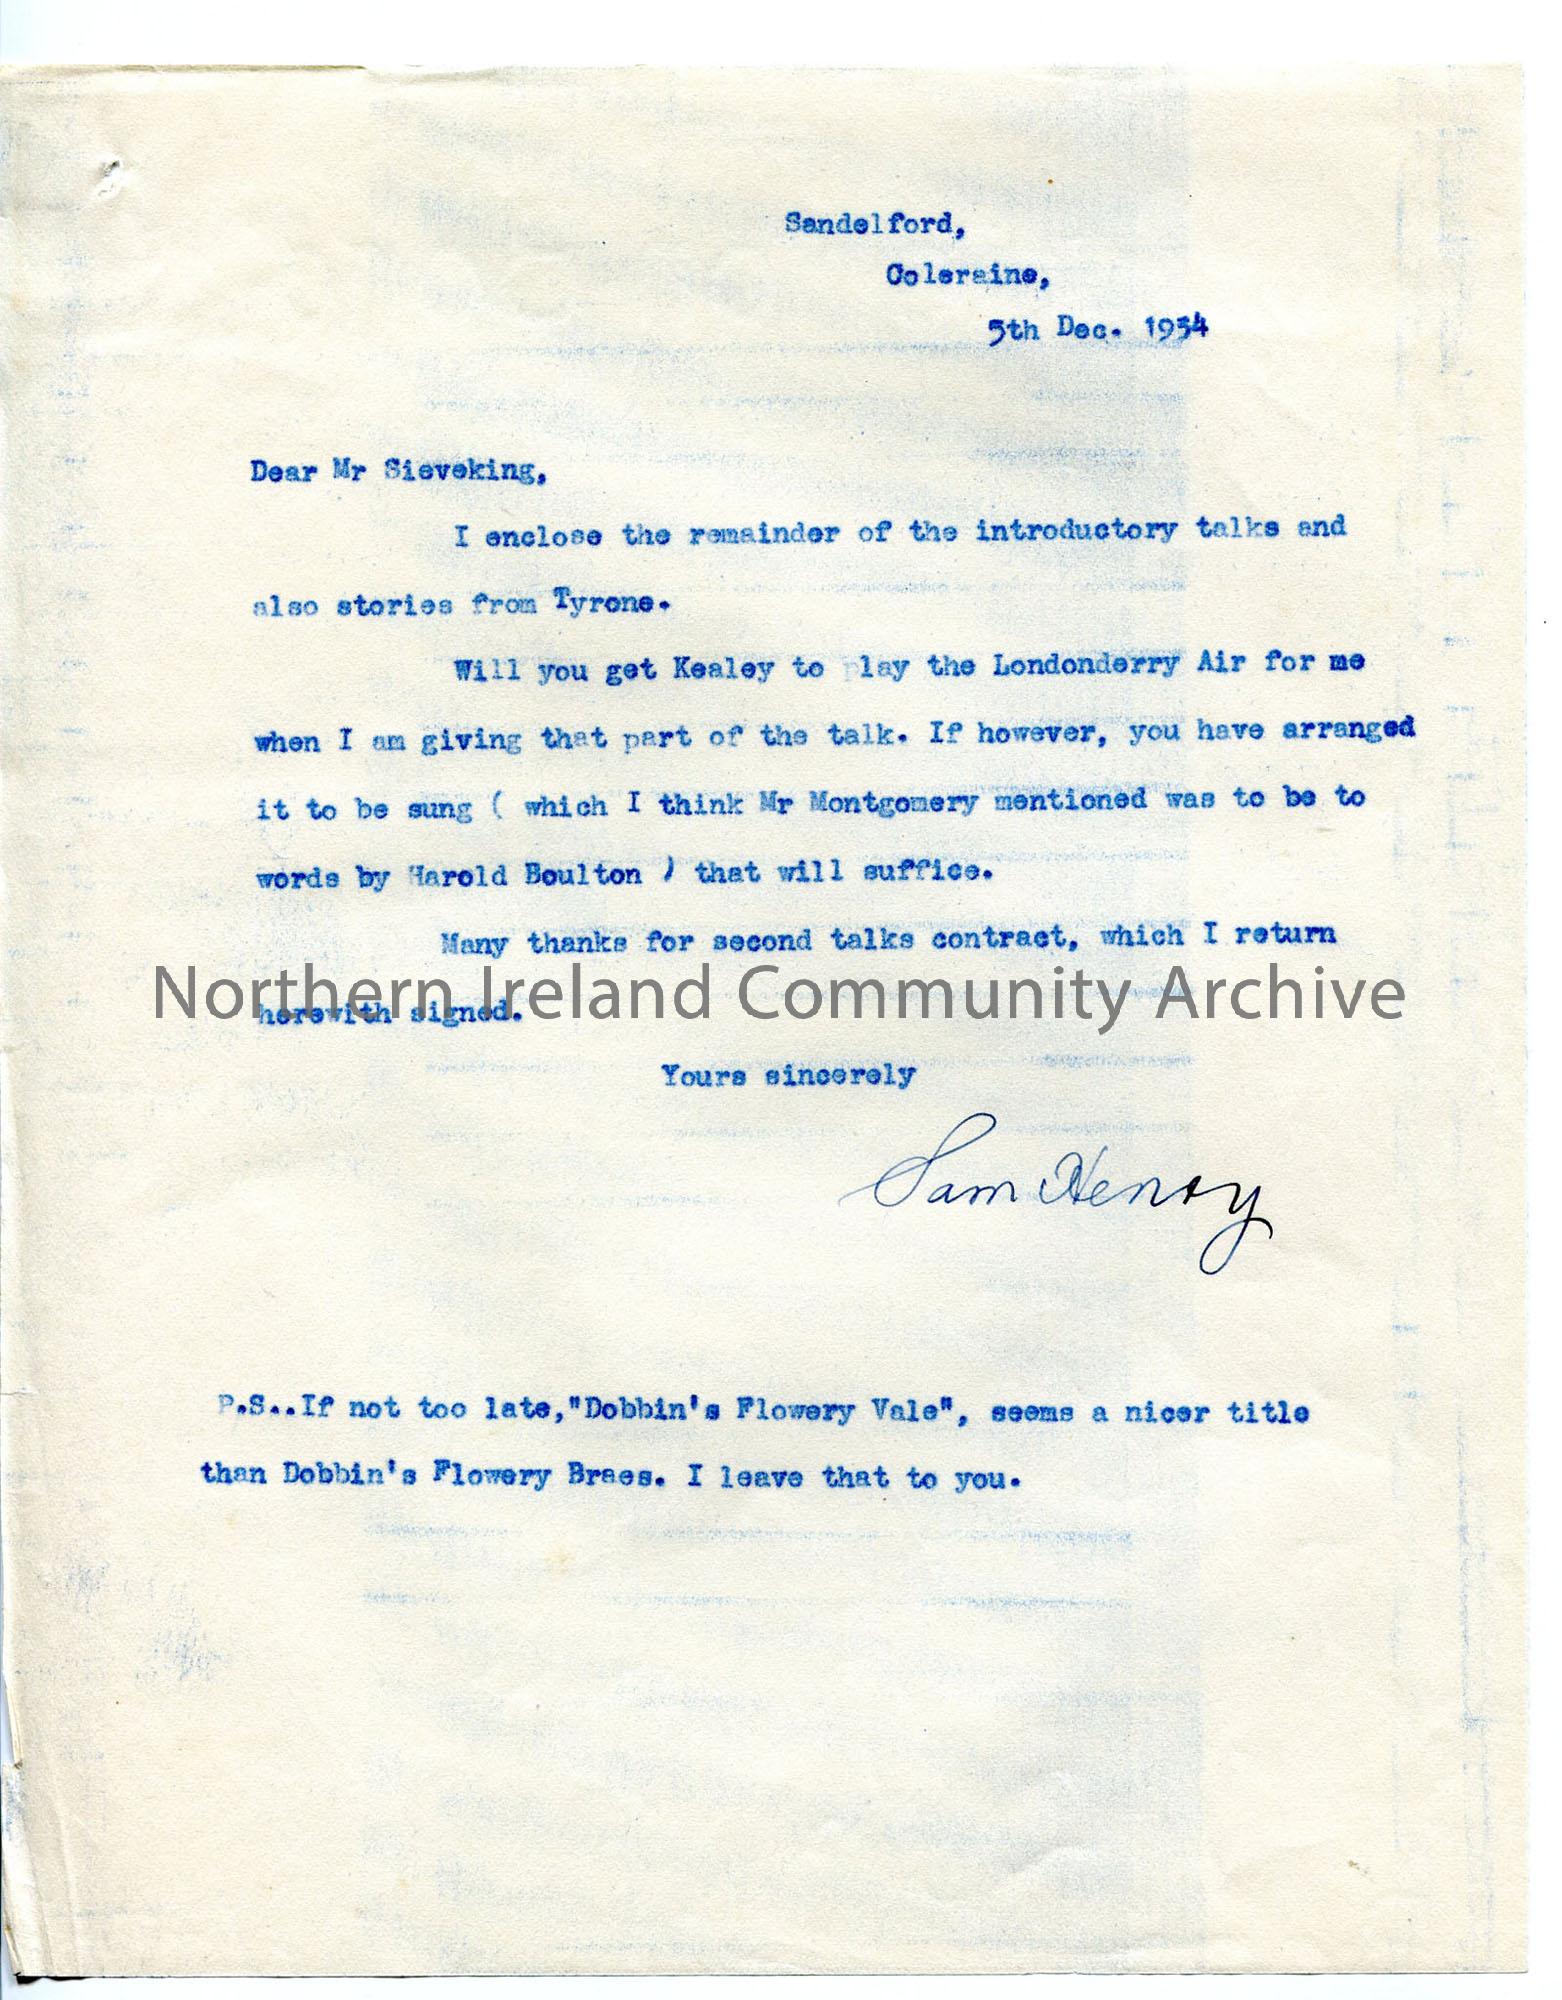 Sandelford,
Coleraine,
5th Dec. 1934
Dear Mr Sieveking,
I enclose the remainder of the introductory talks and
also stories from Tyrone.
Will you get Kealey to play the Londonderry Air for me
when I am giving that part of the talk. If however, you have arranged
it to be sung ( which I think Mr Montgomery mentioned was to be to
words by Harold Boulton ) that will suffice.
Many thanks for second talks contract, which I return
Northern Ireland Community Archive
herewith signed.
Yours sincerely
Sam Henry
P.S..If not too late,"Dobbin's Flowery Vale", seems a nicer title
than Dobbin's Flowery Braes. I leave that to you.